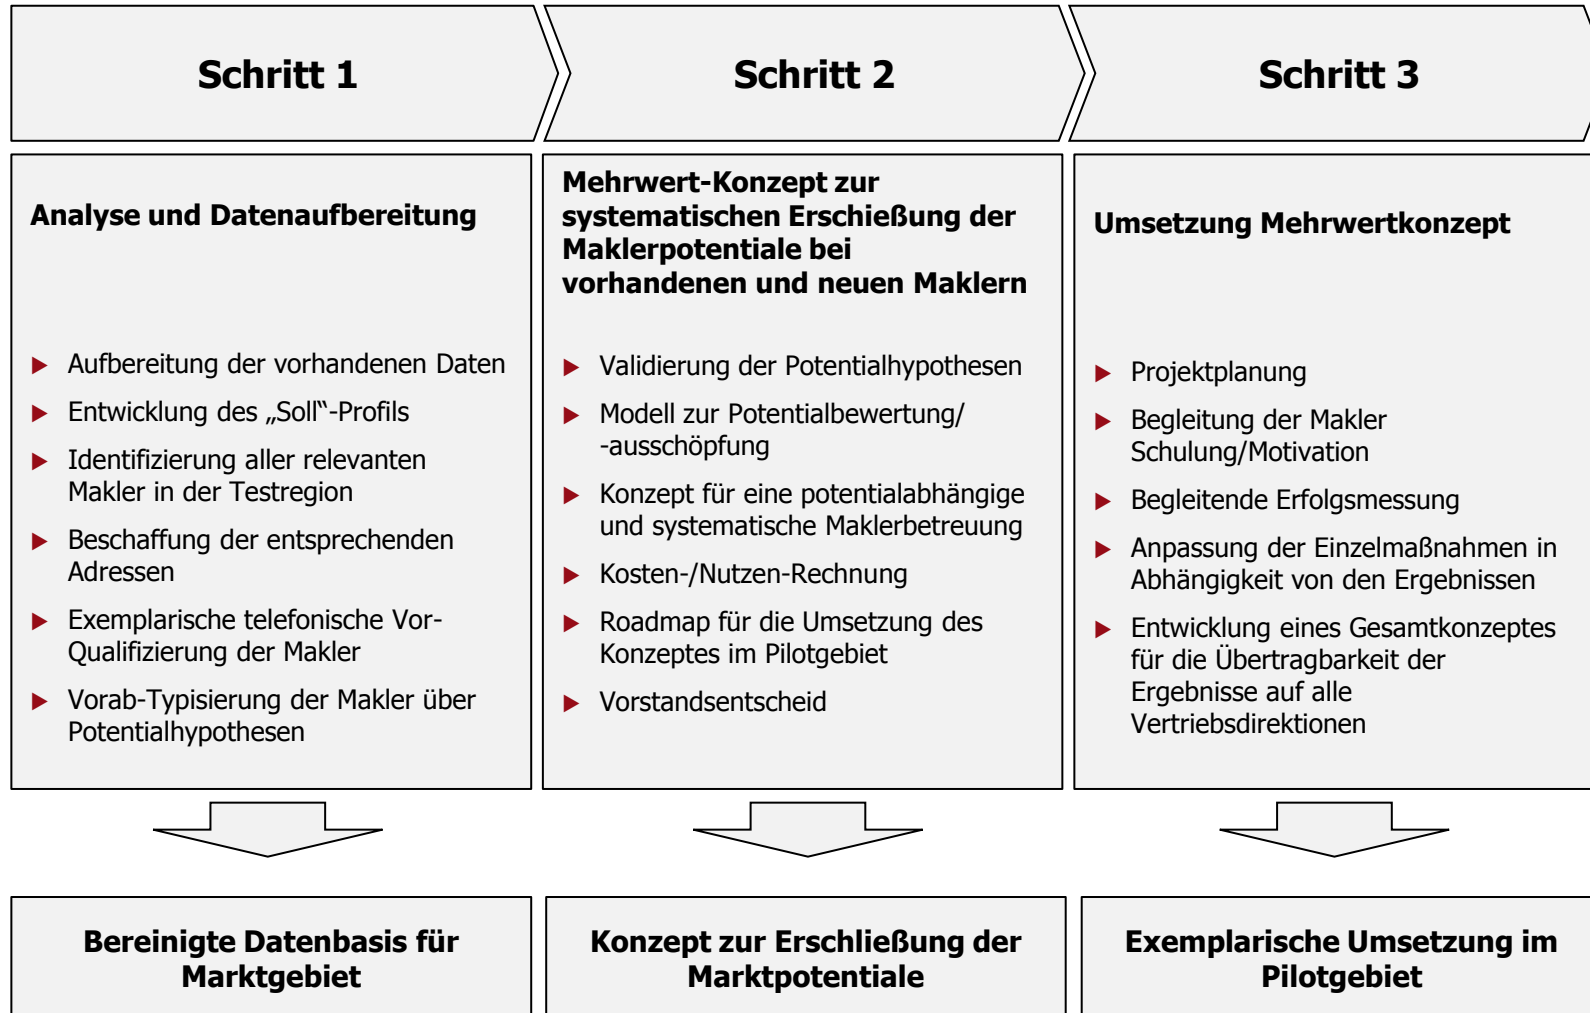 Schritt 1
Schritt 2
Schritt 3
Analyse und Datenaufbereitung
Aufbereitung der vorhandenen Daten
Entwicklung des „Soll"-Profils
Identifizierung aller relevanten
Makler in der Testregion
Beschaffung der entsprechenden
Adressen
Exemplarische telefonische Vor-
Qualifizierung der Makler
Vorab-Typisierung der Makler über
Potentialhypothesen
Mehrwert-Konzept zur
systematischen Erschießung der
Maklerpotentiale bei
vorhandenen und neuen Maklern
Validierung der Potentialhypothesen
Modell zur Potentialbewertung/
-ausschöpfung
Konzept für eine potentialabhängige
und systematische Maklerbetreuung
Kosten-/Nutzen-Rechnung
Roadmap für die Umsetzung des
Konzeptes im Pilotgebiet
Vorstandsentscheid
Umsetzung Mehrwertkonzept
Projektplanung
Begleitung der Makler
Schulung/Motivation
Begleitende Erfolgsmessung
Anpassung der Einzelmaßnahmen in
Abhängigkeit von den Ergebnissen
Entwicklung eines Gesamtkonzeptes
für die Übertragbarkeit der
Ergebnisse auf alle
Vertriebsdirektionen
Bereinigte Datenbasis für
Marktgebiet
Konzept zur Erschließung der
Marktpotentiale
Exemplarische Umsetzung im
Pilotgebiet